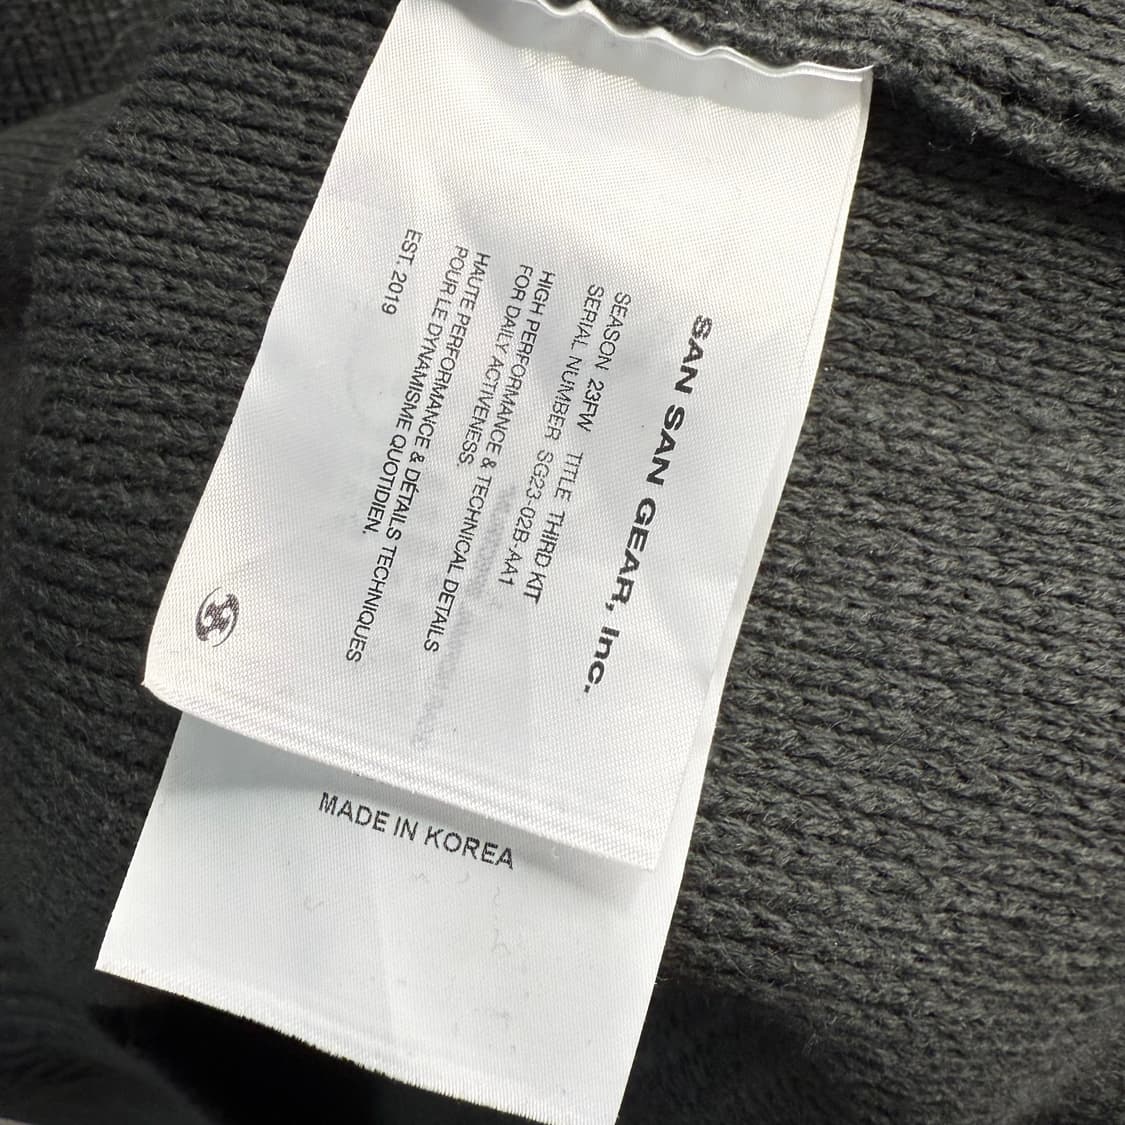 SAN SAN GEAR, Inc.
SEASON 23FW TITLE THIRD KIT
SERIAL NUMBER SG23-02B-AA1
HIGH PERFORMANCE & TECHNICAL DETAILS
FOR DAILY ACTIVENESS.
HAUTE PERFORMANCE & DÉTAILS TECHNIQUES
POUR LE DYNAMISME QUOTIDIEN.
EST. 2019
MADE IN KOREA